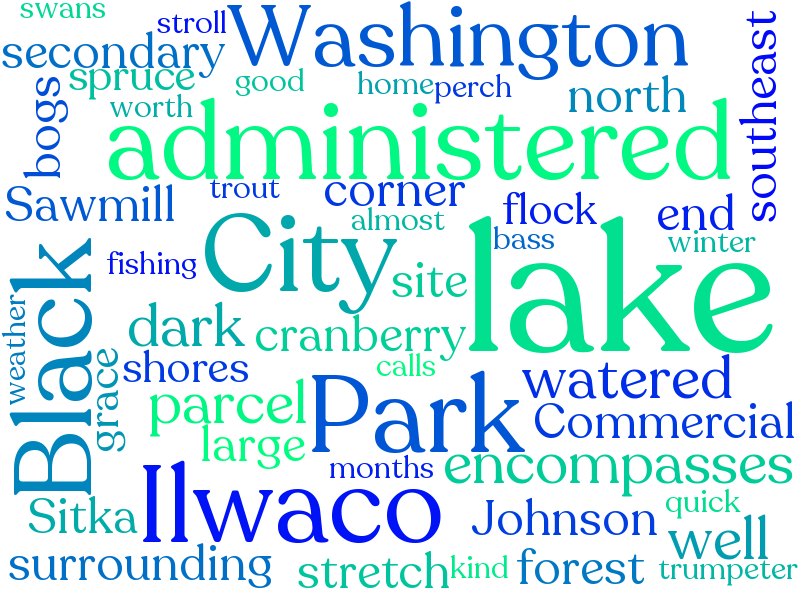 swans
stroll
Washington
secondary
spruce
good
home
perch
southeast
worth
north
bogs
administered
Sawmill
trout
corner
flock
end
almost
City
bass
winter
lake
fishing
site
Black
weather
dark
cranberry
shores
grace
calls
watered
parcel
Park
Commercial
large
months
encompasses
Ilwaco
Sitka
Johnson
quick
well
surrounding
stretch
kind
forest
trumpeter